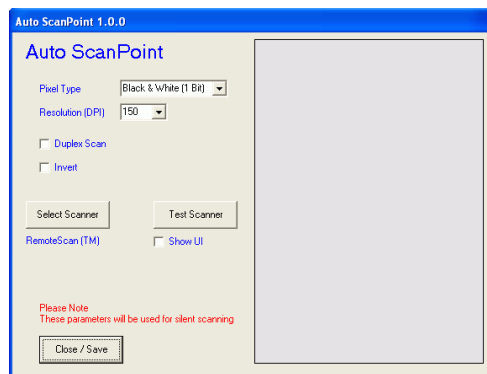 Auto ScanPoint 1.0.0
Auto ScanPoint
Pixel Type Black & White (1 Bit)
Resolution (DPI) 150
Duplex Scan
Invert
Select Scanner Test Scanner
RemoteScan (TM) Show UI
Please Note
These parameters will be used for silent scanning
Close / Save